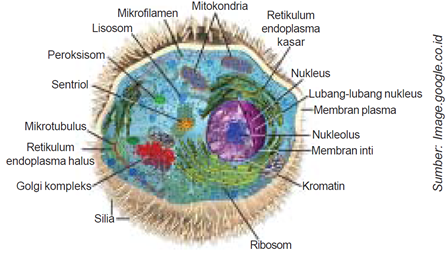 Mitokondria
Mikrofilamen
Lisosom
Peroksisom
Sentriol
Mikrotubulus
Retikulum
endoplasma halus
Golgi kompleks
Silia
Retikulum
endoplasma
kasar
Nukleus
Lubang-lubang nukleus
Membran plasma
Nukleolus
Membran inti
Kromatin
Ribosom
Sumber: Image.google.co.id